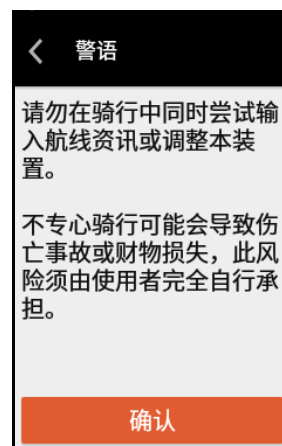 警语
请勿在骑行中同时尝试输
入航线资讯或调整本装
置。
不专心骑行可能会导致伤
亡事故或财物损失，此风
险须由使用者完全自行承
担。
确认